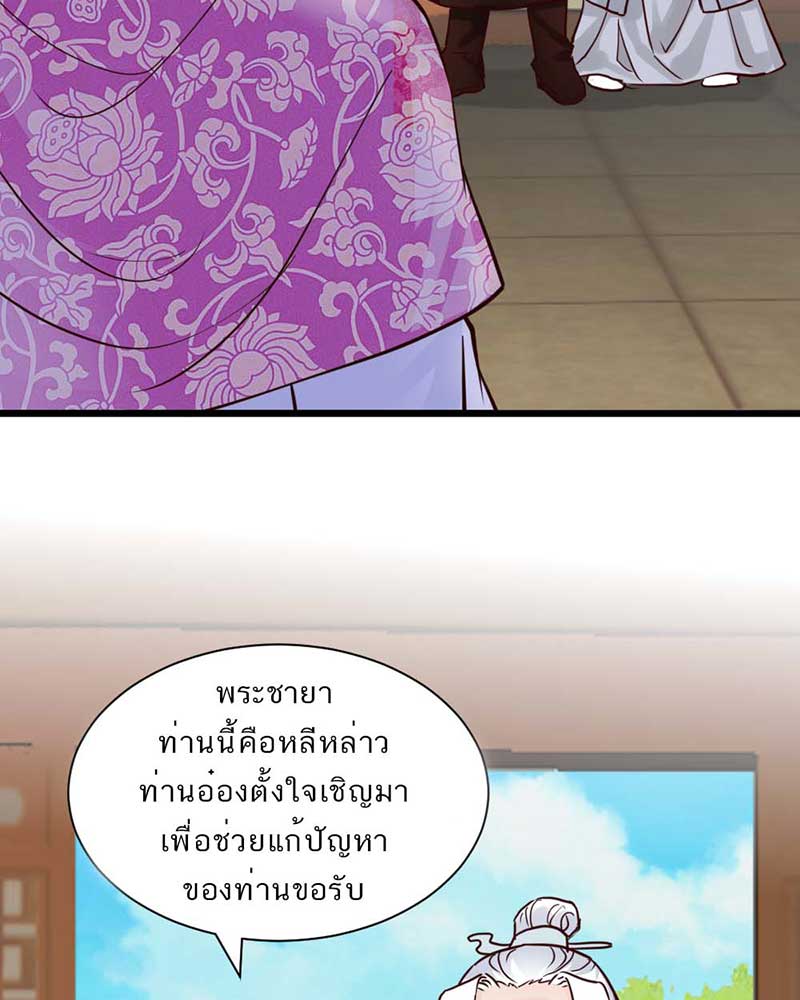 พระชายา
ท่านนี้คือหลีหล่าว
ท่านอ๋องตั้งใจเชิญมา
เพื่อช่วยแก้ปัญหา
ของท่านขอรับ